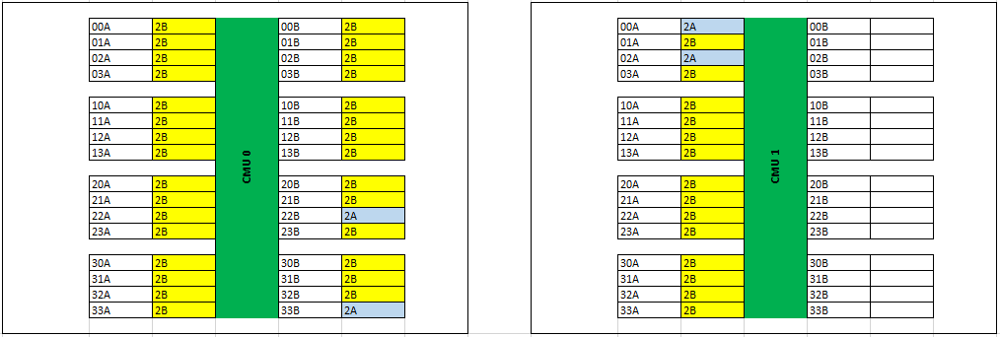 00A 2B 00B 2B 00A 2A 00B
01A 2B 01B 2B 01A 2B 01B
02A 2B 02B 2B 02A 2A 02B
03A 2B 03B 2B 03A 2B 03B
10A 2B 10B 2B 10A 2B 10B
11A 2B 11B 2B 11A 2B 11B
12A 2B 12B 2B 12A 2B 12B
13A 2B 13B 2B 13A 2B 13B
CMU 0 CMU 1
20A 2B 20B 2B 20A 2B 20B
21A 2B 21B 2B 21A 2B 21B
22A 2B 22B 2A 22A 2B 22B
23A 2B 23B 2B 23A 2B 23B
30A 2B 30B 2B 30A 2B 30B
31A 2B 31B 2B 31A 2B 31B
32A 2B 32B 2B 32A 2B 32B
33A 2B 33B 2A 33A 2B 33B